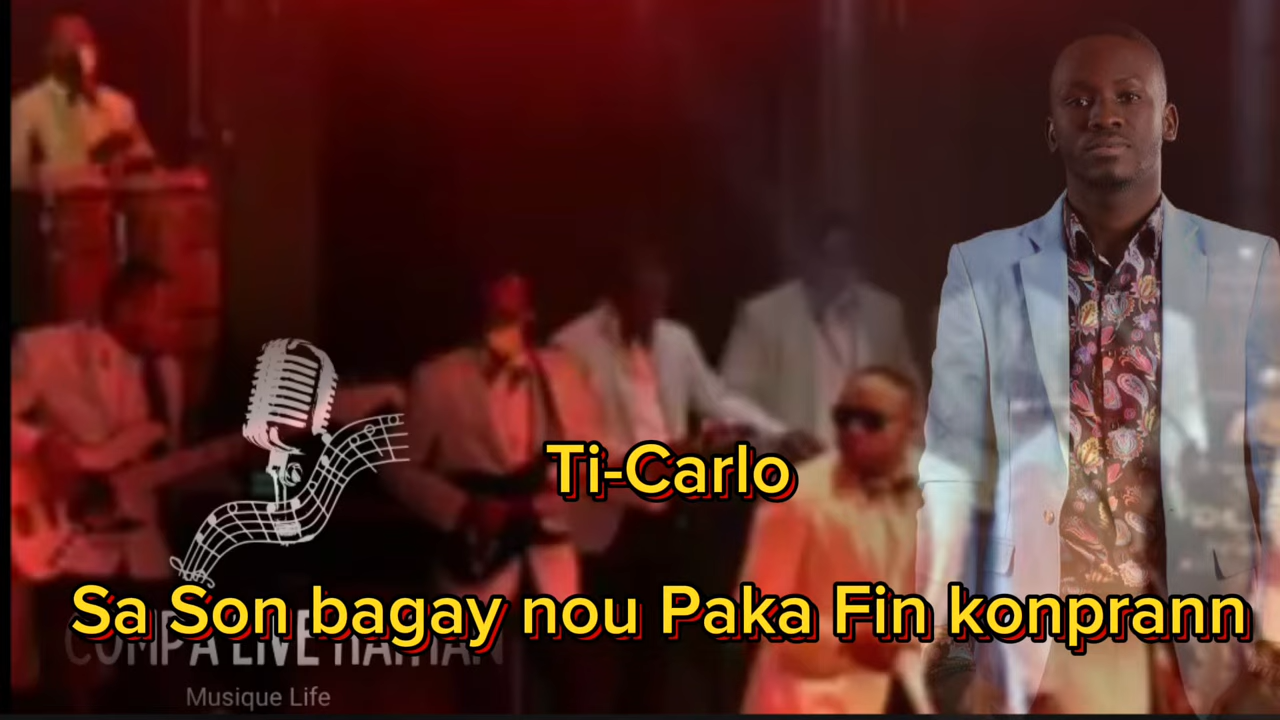 Ti-Carlo
Sa Son bagay nou Paka Fin konprann
COMPA LIVE HAITIAN
Musique Life